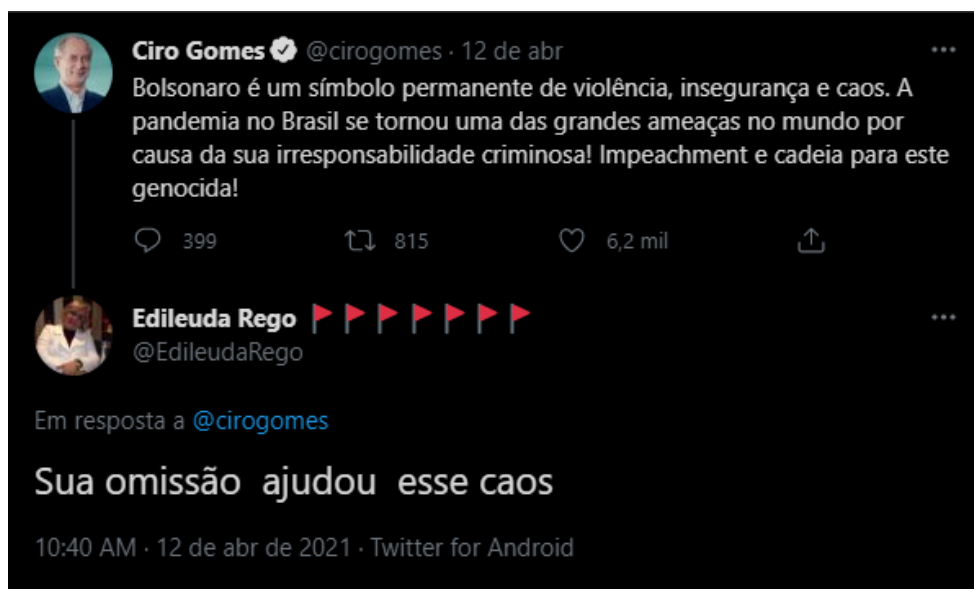 Ciro Gomes @cirogomes · 12 de abr
Bolsonaro é um símbolo permanente de violência, insegurança e caos. A
pandemia no Brasil se tornou uma das grandes ameaças no mundo por
causa da sua irresponsabilidade criminosa! Impeachment e cadeia para este
genocida!
399 815 6,2 mil
Edileuda Rego 🚩🚩🚩🚩🚩🚩🚩
@EdileudaRego
Em resposta a @cirogomes
Sua omissão  ajudou  esse caos
10:40 AM · 12 de abr de 2021 · Twitter for Android